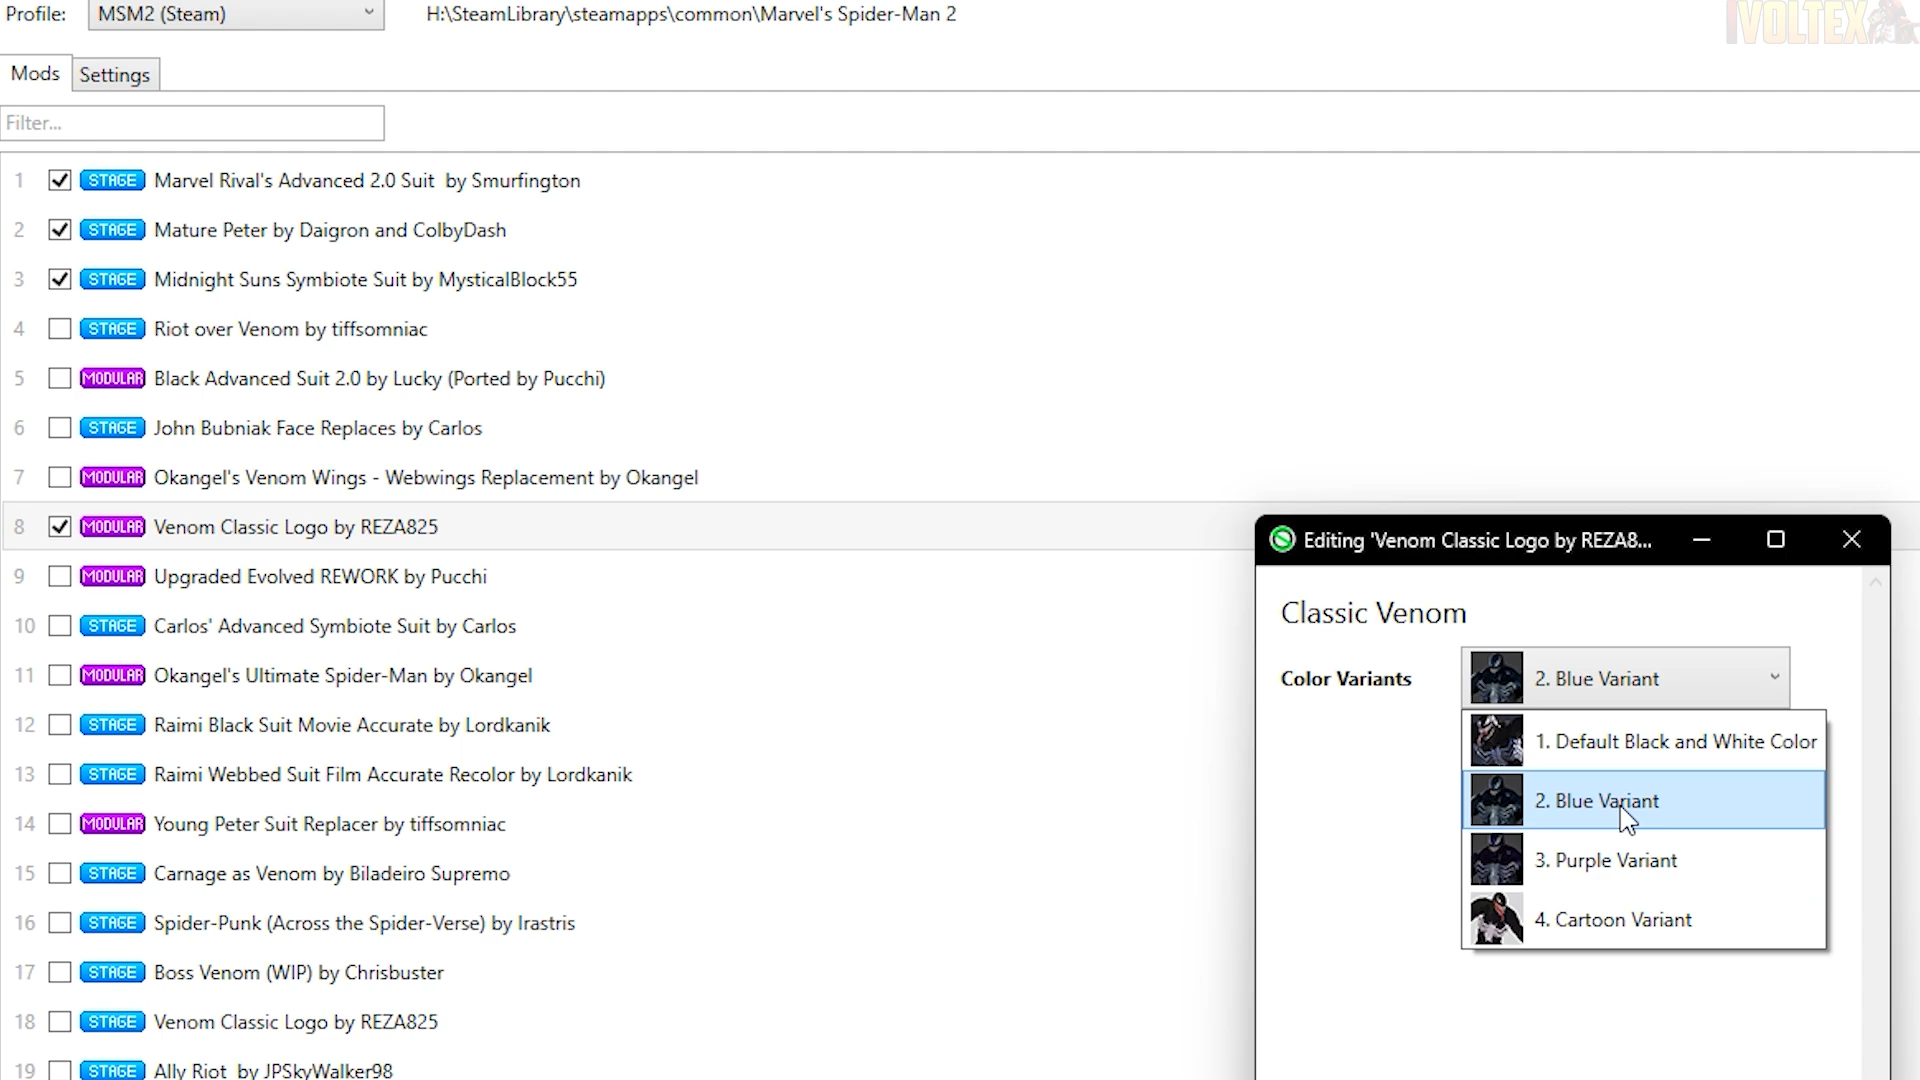 Profile: MSM2 (Steam) H:\SteamLibrary\steamapps\common\Marvel's Spider-Man 2
VOLTEX
Mods Settings
Filter...
1 STAGE Marvel Rival's Advanced 2.0 Suit by Smurfington
2 STAGE Mature Peter by Daigron and ColbyDash
3 STAGE Midnight Suns Symbiote Suit by MysticalBlock55
4 STAGE Riot over Venom by tiffsomniac
5 MODULAR Black Advanced Suit 2.0 by Lucky (Ported by Pucchi)
6 STAGE John Bubniak Face Replaces by Carlos
7 MODULAR Okangel's Venom Wings - Webwings Replacement by Okangel
8 MODULAR Venom Classic Logo by REZA825
9 MODULAR Upgraded Evolved REWORK by Pucchi
10 STAGE Carlos' Advanced Symbiote Suit by Carlos
11 MODULAR Okangel's Ultimate Spider-Man by Okangel
12 STAGE Raimi Black Suit Movie Accurate by Lordkanik
13 STAGE Raimi Webbed Suit Film Accurate Recolor by Lordkanik
14 MODULAR Young Peter Suit Replacer by tiffsomniac
15 STAGE Carnage as Venom by Biladeiro Supremo
16 STAGE Spider-Punk (Across the Spider-Verse) by Irastris
17 STAGE Boss Venom (WIP) by Chrisbuster
18 STAGE Venom Classic Logo by REZA825
19 STAGE Ally Riot by JPSkyWalker98
Editing 'Venom Classic Logo by REZA8...
Classic Venom
Color Variants 2. Blue Variant
1. Default Black and White Color
2. Blue Variant
3. Purple Variant
4. Cartoon Variant